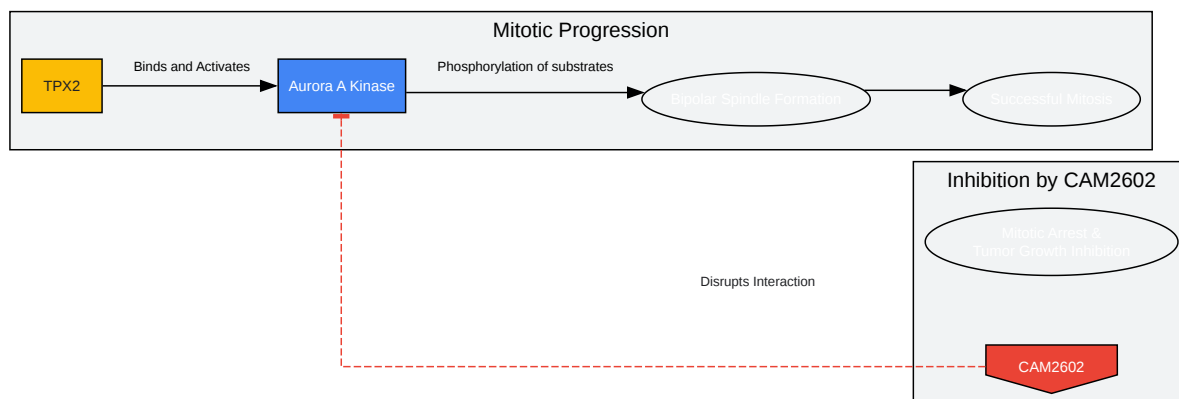 Mitotic Progression
TPX2
Binds and Activates
Aurora A Kinase
Phosphorylation of substrates
Bipolar Spindle Formation
Successful Mitosis
Inhibition by CAM2602
Mitotic Arrest &
Tumor Growth Inhibition
Disrupts Interaction
CAM2602